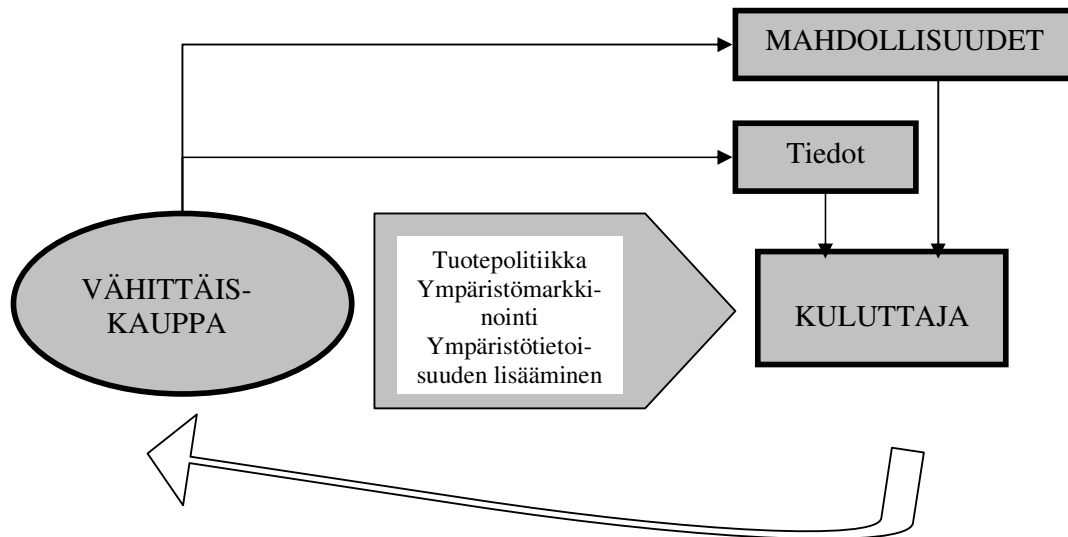 MAHDOLLISUUDET
Tiedot
VÄHITTÄIS-
KAUPPA
Tuotepolitiikka
Ympäristömarkki-
nointi
Ympäristötietoi-
suuden lisääminen
KULUTTAJA